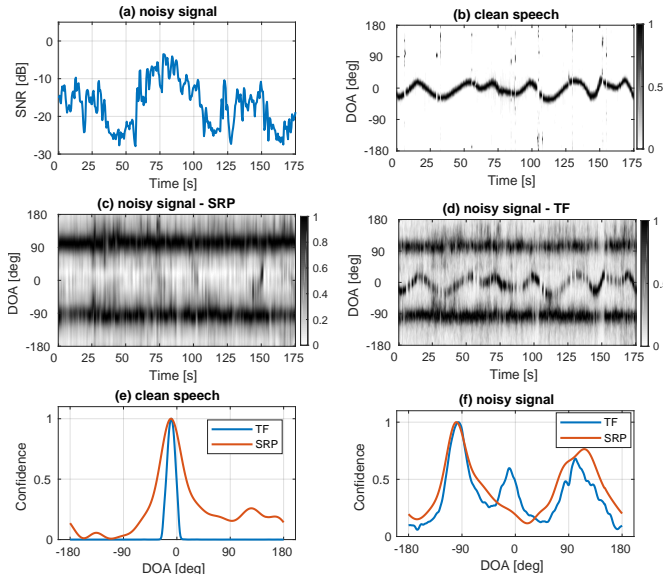 (a) noisy signal
0
-10
-20
-30
SNR [dB]
0 25 50 75 100 125 150 175
Time [s]
(b) clean speech
180
90
0
-90
-180
DOA [deg]
0 25 50 75 100 125 150 175
Time [s]
1
0.5
0
(c) noisy signal - SRP
180
90
0
-90
-180
DOA [deg]
0 25 50 75 100 125 150 175
Time [s]
1
0.8
0.6
0.4
0.2
0
(d) noisy signal - TF
180
90
0
-90
-180
DOA [deg]
0 25 50 75 100 125 150 175
Time [s]
1
0
(e) clean speech
1
0.5
0
Confidence
TF
SRP
-180 -90 0 90 180
DOA [deg]
(f) noisy signal
1
0.5
0
Confidence
TF
SRP
-180 -90 0 90 180
DOA [deg]